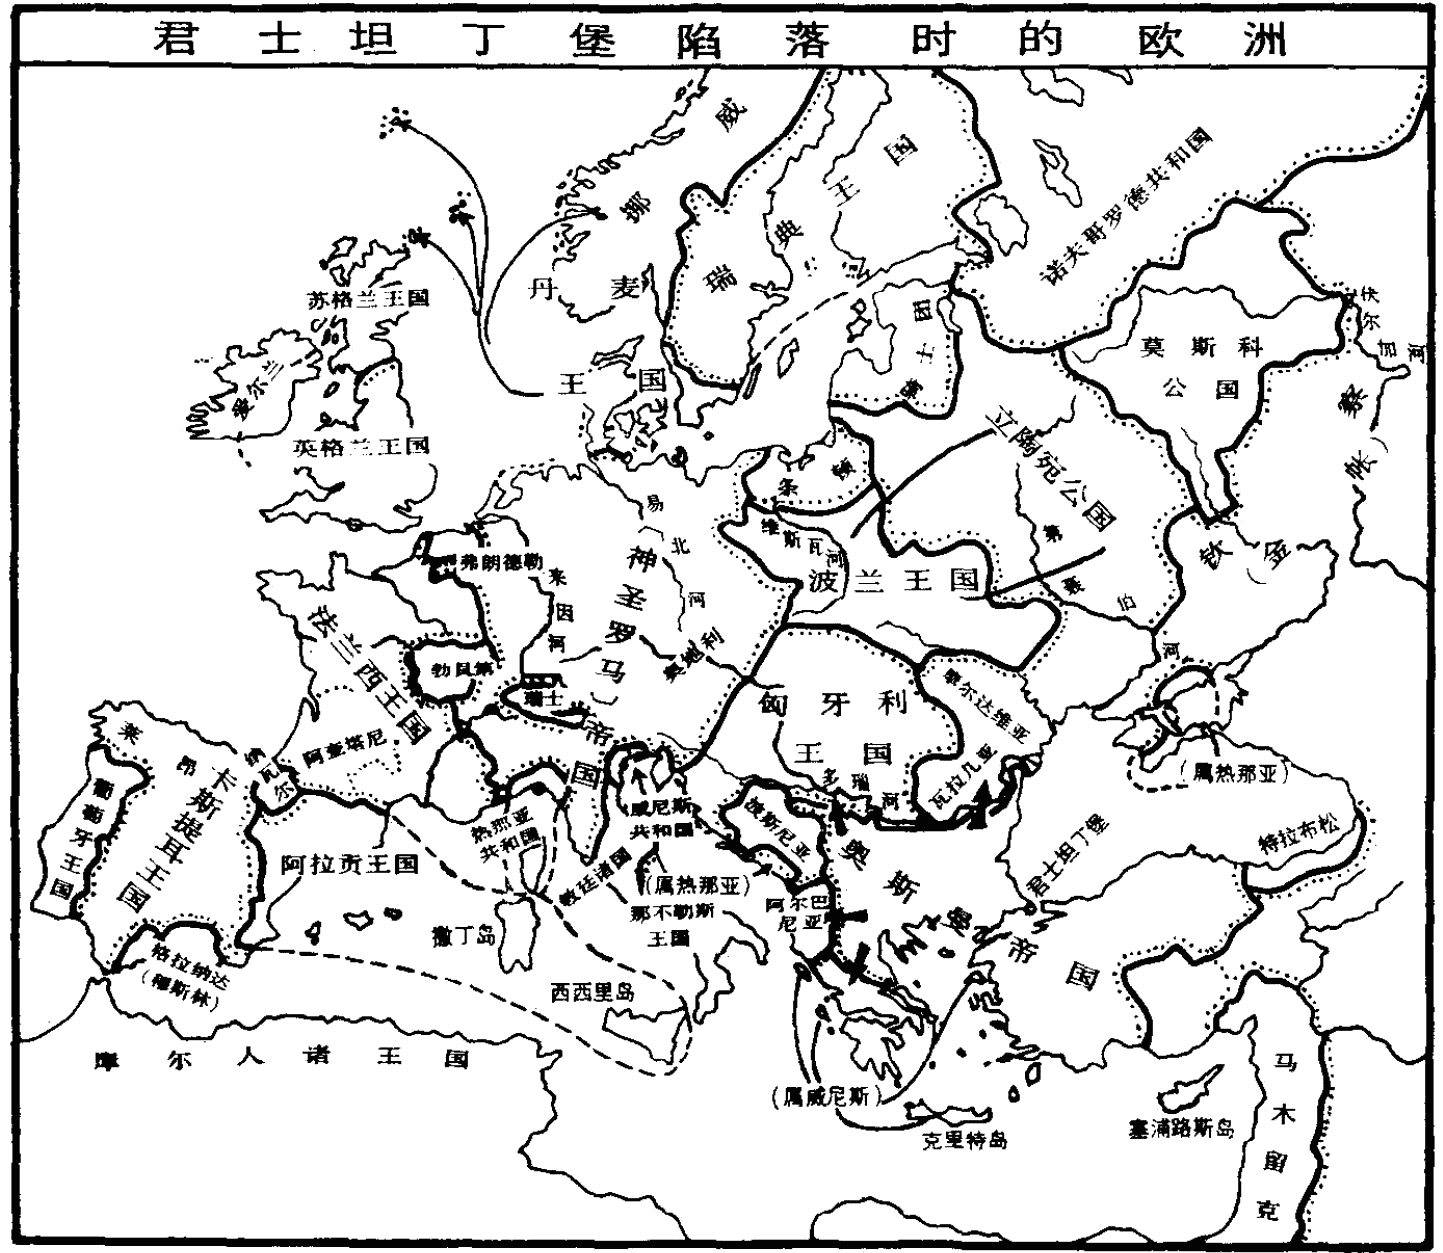 君士坦丁堡陷落时的欧洲
挪威
丹麦
王国
瑞典王国
诺夫哥罗德共和国
苏格兰王国
爱尔兰
英格兰王国
骑士团
条顿
莫斯科
公国
伏尔加河
立陶宛公国
金帐
钦察
弗朗德勒
易北河
维斯瓦河
波兰王国
来因河
神圣罗马帝国
奥地利
第聂伯河
法兰西王国
勃艮第
瑞士
匈牙利
王国
摩尔达维亚
瓦拉几亚
多瑙河
(属热那亚)
莱昂
纳瓦尔
阿奎塔尼
卡斯提耳王国
葡萄牙王国
阿拉贡王国
热那亚
共和国
威尼斯
共和国
波斯尼亚
教廷诸国
(属热那亚)
那不勒斯
王国
阿尔巴
尼亚
奥斯曼帝国
君士坦丁堡
特拉布松
撒丁岛
格拉纳达
(穆斯林)
西西里岛
摩尔人诸王国
(属威尼斯)
克里特岛
塞浦路斯岛
马木留克